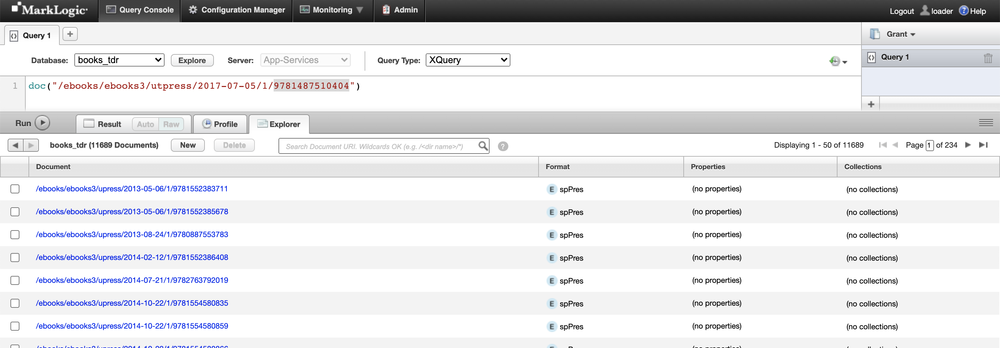 MarkLogic Query Console Configuration Manager Monitoring Admin Logout loader Help
Query 1 + Grant
Database: books_tdr Explore Server: App-Services Query Type: XQuery Query 1
1 doc("/ebooks/ebooks3/utpress/2017-07-05/1/9781487510404")
+
Run Result Auto Raw Profile Explorer
books_tdr (11689 Documents) New Delete Search Document URI. Wildcards OK (e.g. /<dir name>/*) ? Displaying 1 - 50 of 11689 Page 1 of 234
Document Format Properties Collections
/ebooks/ebooks3/upress/2013-05-06/1/9781552383711 E spPres (no properties) (no collections)
/ebooks/ebooks3/upress/2013-05-06/1/9781552385678 E spPres (no properties) (no collections)
/ebooks/ebooks3/upress/2013-08-24/1/9780887553783 E spPres (no properties) (no collections)
/ebooks/ebooks3/upress/2014-02-12/1/9781552386408 E spPres (no properties) (no collections)
/ebooks/ebooks3/upress/2014-07-21/1/9782763792019 E spPres (no properties) (no collections)
/ebooks/ebooks3/upress/2014-10-22/1/9781554580835 E spPres (no properties) (no collections)
/ebooks/ebooks3/upress/2014-10-22/1/9781554580859 E spPres (no properties) (no collections)